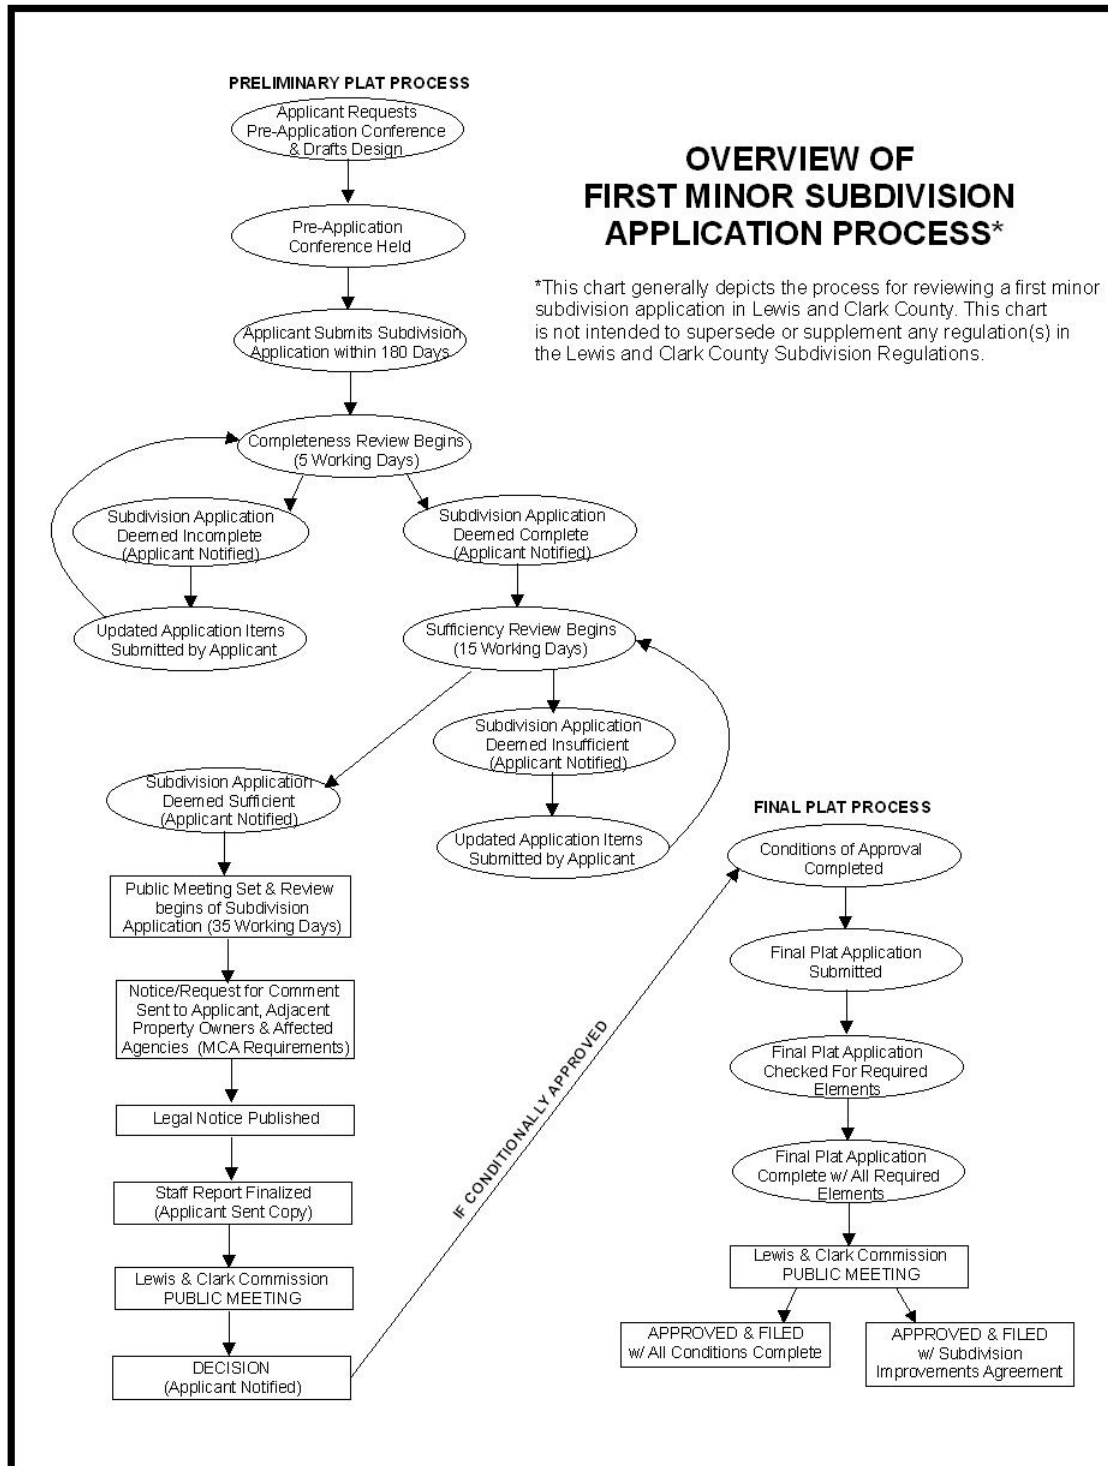 PRELIMINARY PLAT PROCESS
Applicant Requests
Pre-Application Conference
& Drafts Design
OVERVIEW OF
FIRST MINOR SUBDIVISION
APPLICATION PROCESS*
Pre-Application
Conference Held
*This chart generally depicts the process for reviewing a first minor
subdivision application in Lewis and Clark County. This chart
is not intended to supersede or supplement any regulation(s) in
the Lewis and Clark County Subdivision Regulations.
Applicant Submits Subdivision
Application within 180 Days
Completeness Review Begins
(5 Working Days)
Subdivision Application
Deemed Incomplete
(Applicant Notified)
Subdivision Application
Deemed Complete
(Applicant Notified)
Updated Application Items
Submitted by Applicant
Sufficiency Review Begins
(15 Working Days)
Subdivision Application
Deemed Insufficient
(Applicant Notified)
Subdivision Application
Deemed Sufficient
(Applicant Notified)
Updated Application Items
Submitted by Applicant
Public Meeting Set & Review
begins of Subdivision
Application (35 Working Days)
Notice/Request for Comment
Sent to Applicant, Adjacent
Property Owners & Affected
Agencies (MCA Requirements)
Legal Notice Published
Staff Report Finalized
(Applicant Sent Copy)
Lewis & Clark Commission
PUBLIC MEETING
DECISION
(Applicant Notified)
IF CONDITIONALLY APPROVED
FINAL PLAT PROCESS
Conditions of Approval
Completed
Final Plat Application
Submitted
Final Plat Application
Checked For Required
Elements
Final Plat Application
Complete w/ All Required
Elements
Lewis & Clark Commission
PUBLIC MEETING
APPROVED & FILED
w/ All Conditions Complete
APPROVED & FILED
w/ Subdivision
Improvements Agreement